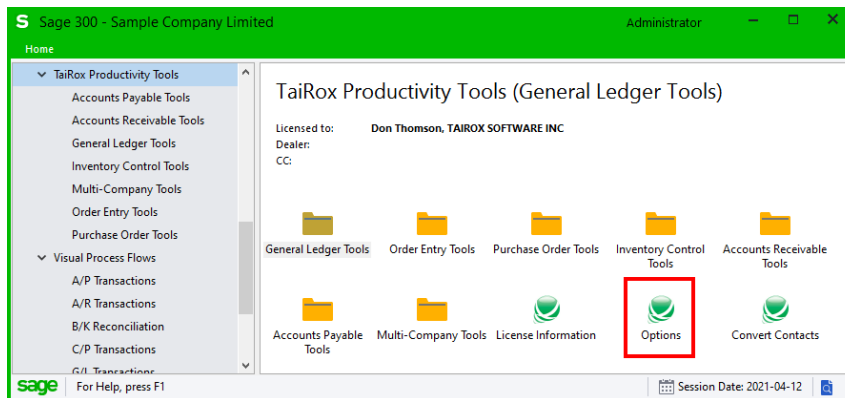 S Sage 300 - Sample Company Limited
Administrator
Home
TaiRox Productivity Tools
Accounts Payable Tools
Accounts Receivable Tools
General Ledger Tools
Inventory Control Tools
Multi-Company Tools
Order Entry Tools
Purchase Order Tools
Visual Process Flows
A/P Transactions
A/R Transactions
B/K Reconciliation
C/P Transactions
G/L Transactions
TaiRox Productivity Tools (General Ledger Tools)
Licensed to: Don Thomson, TAIROX SOFTWARE INC
Dealer:
CC:
General Ledger Tools
Order Entry Tools
Purchase Order Tools
Inventory Control
Tools
Accounts Receivable
Tools
Accounts Payable
Tools
Multi-Company Tools
License Information
Options
Convert Contacts
sage For Help, press F1
Session Date: 2021-04-12